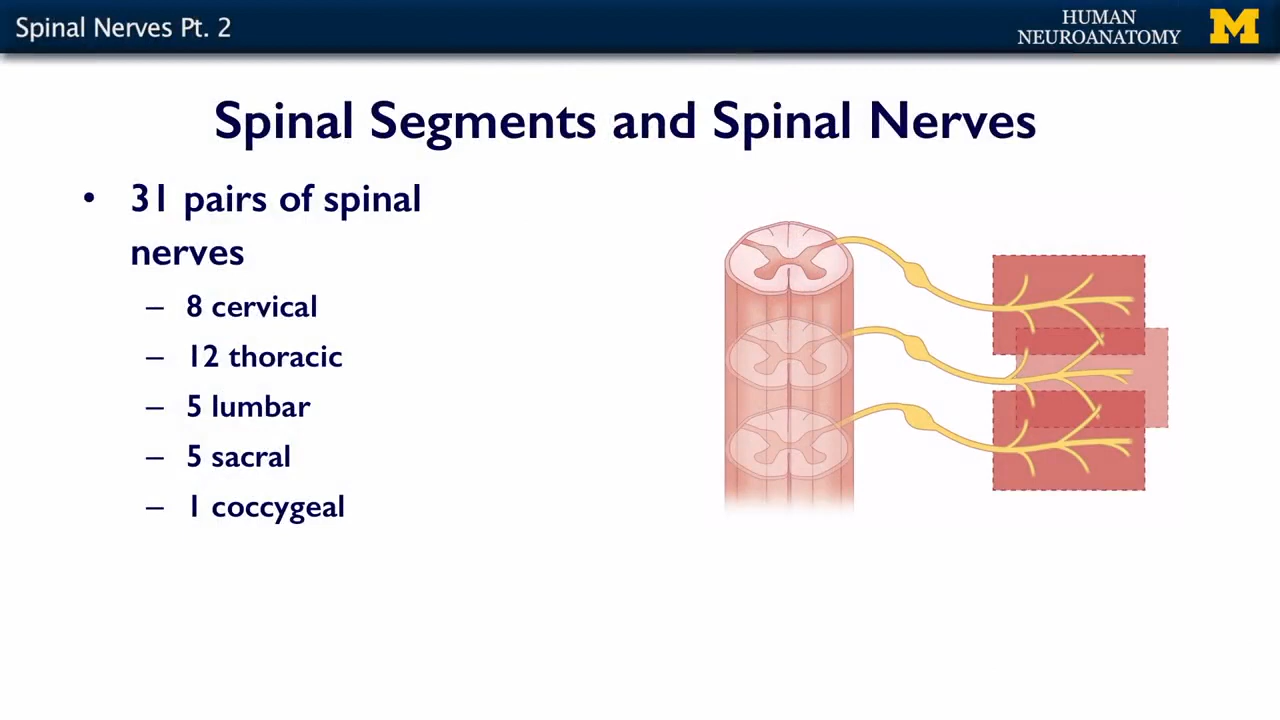 Spinal Nerves Pt. 2
HUMAN
NEUROANATOMY
M
Spinal Segments and Spinal Nerves
• 31 pairs of spinal
nerves
– 8 cervical
– 12 thoracic
– 5 lumbar
– 5 sacral
– 1 coccygeal